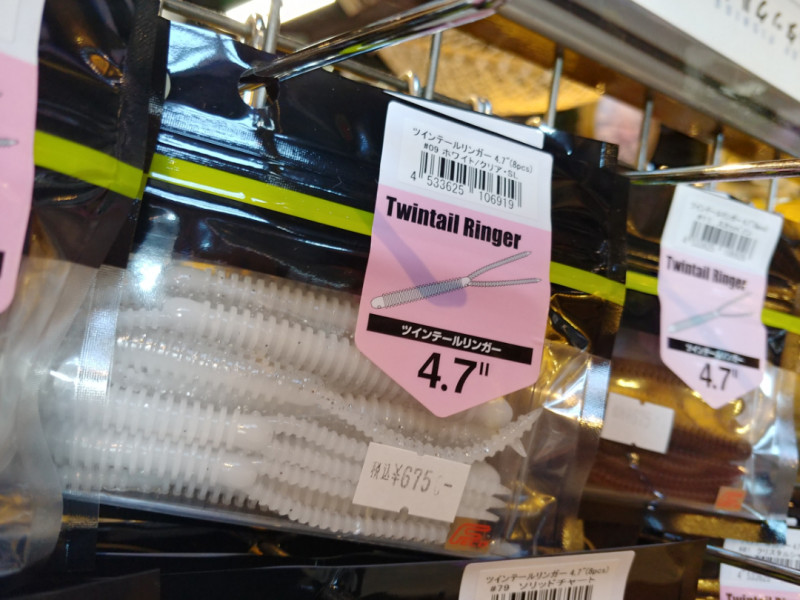 ツインテールリンガー 4.7"(8pcs)
#09 ホワイト/クリア・SL
4 533625 106919
Twintail Ringer
ツインテールリンガー
4.7"
税込¥675-
Twintail Ringer
ツインテールリンガー
4.7"
ツインテールリンガー 4.7"(8pcs)
#79 ソリッドチャート
Twintail Ringer